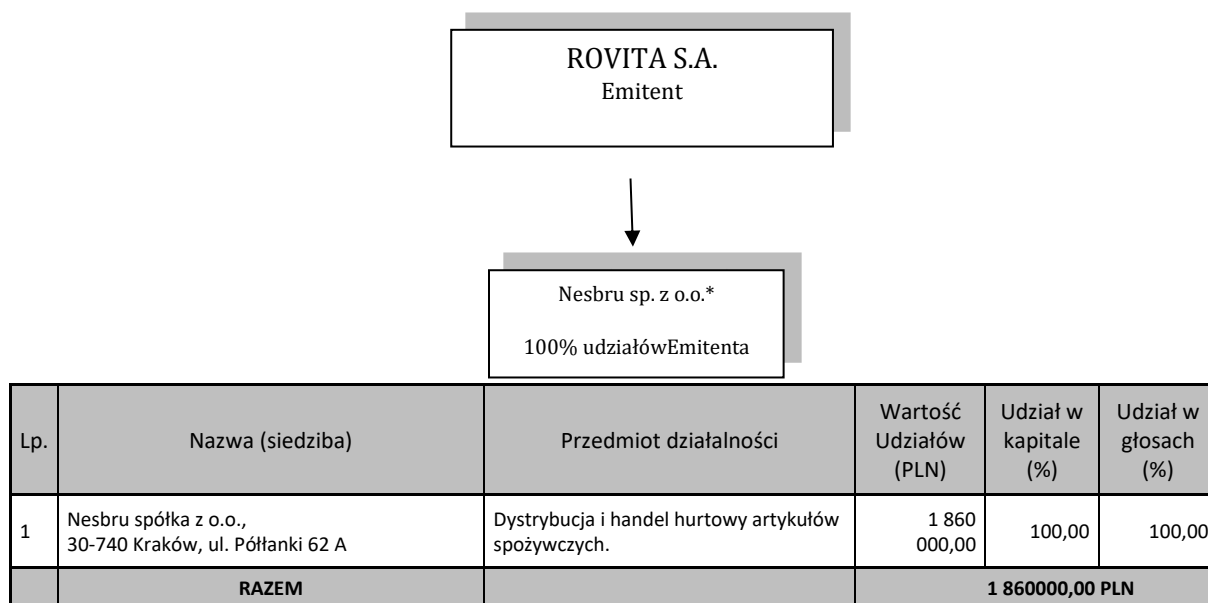 ROVITA S.A.
Emitent
Nesbru sp. z o.o.*
100% udziałówEmitenta
Lp.
Nazwa (siedziba)
Przedmiot działalności
Wartość
Udziałów
(PLN)
Udział w
kapitale
(%)
Udział w
głosach
(%)
1
Nesbru spółka z o.o.,
30-740 Kraków, ul. Półłanki 62 A
Dystrybucja i handel hurtowy artykułów
spożywczych.
1 860
000,00
100,00
100,00
RAZEM
1 860000,00 PLN